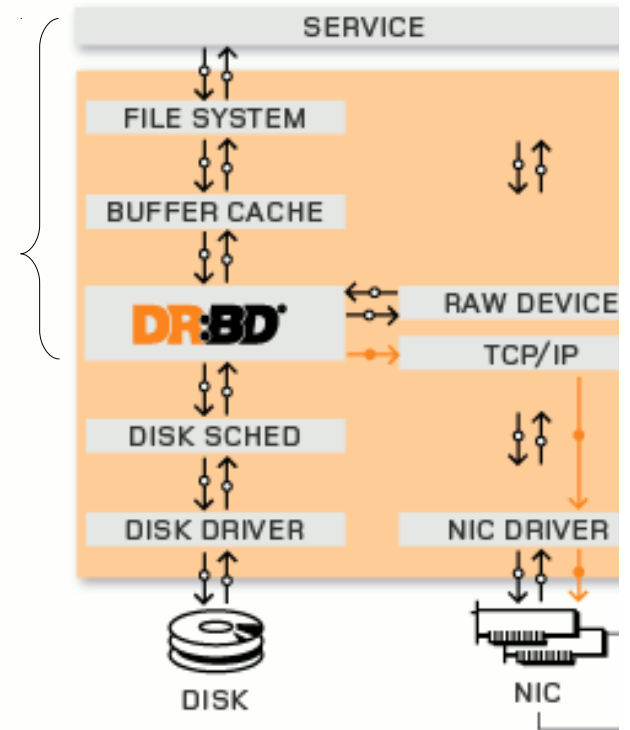 SERVICE
FILE SYSTEM
BUFFER CACHE
DR:BD
RAW DEVICE
TCP/IP
DISK SCHED
DISK DRIVER
NIC DRIVER
DISK
NIC